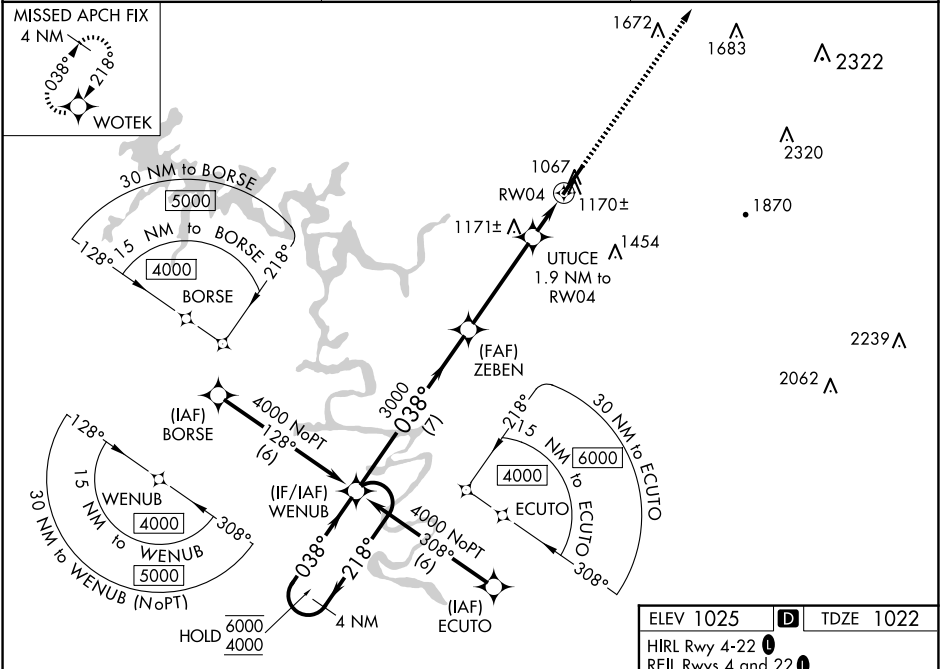 MISSED APCH FIX
4 NM
038°
218°
WOTEK
1672
1683
2322
2320
1870
1067
RW04
1170±
1171±
1454
UTUCE
1.9 NM to
RW04
2239
2062
30 NM to BORSE
5000
15 NM to BORSE
4000
128°
218°
BORSE
(FAF)
ZEBEN
3000
038°
(7)
(IAF)
BORSE
4000 NoPT
128°
(6)
(IF/IAF)
WENUB
128°
WENUB
4000
15 NM to WENUB
5000
30 NM to WENUB (NoPT)
308°
218°
215 NM to ECUTO
4000
30 NM to ECUTO
6000
ECUTO
308°
4000 NoPT
308°
(6)
(IAF)
ECUTO
038°
218°
4 NM
HOLD 6000
4000
ELEV 1025 D TDZE 1022
HIRL Rwy 4-22 L
REIL Rwys 4 and 22 L